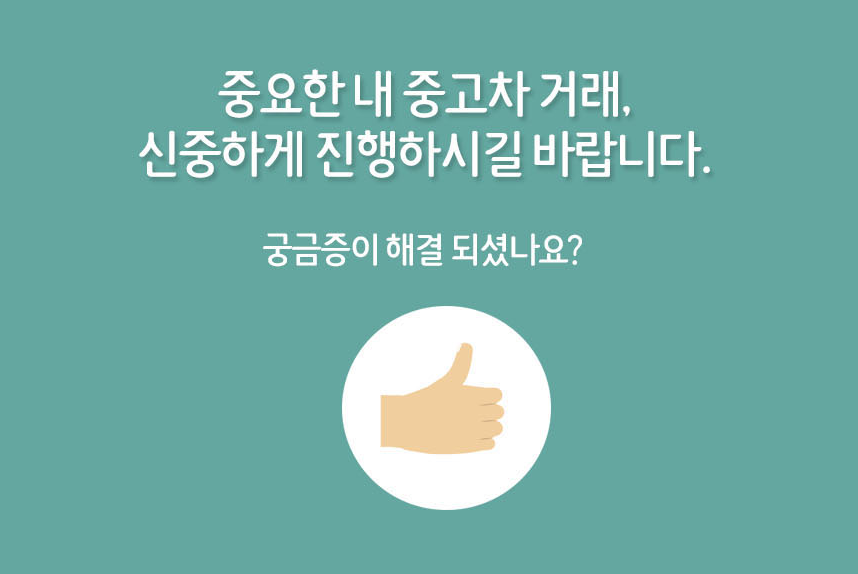 중요한 내 중고차 거래,
신중하게 진행하시길 바랍니다.
궁금증이 해결 되셨나요?